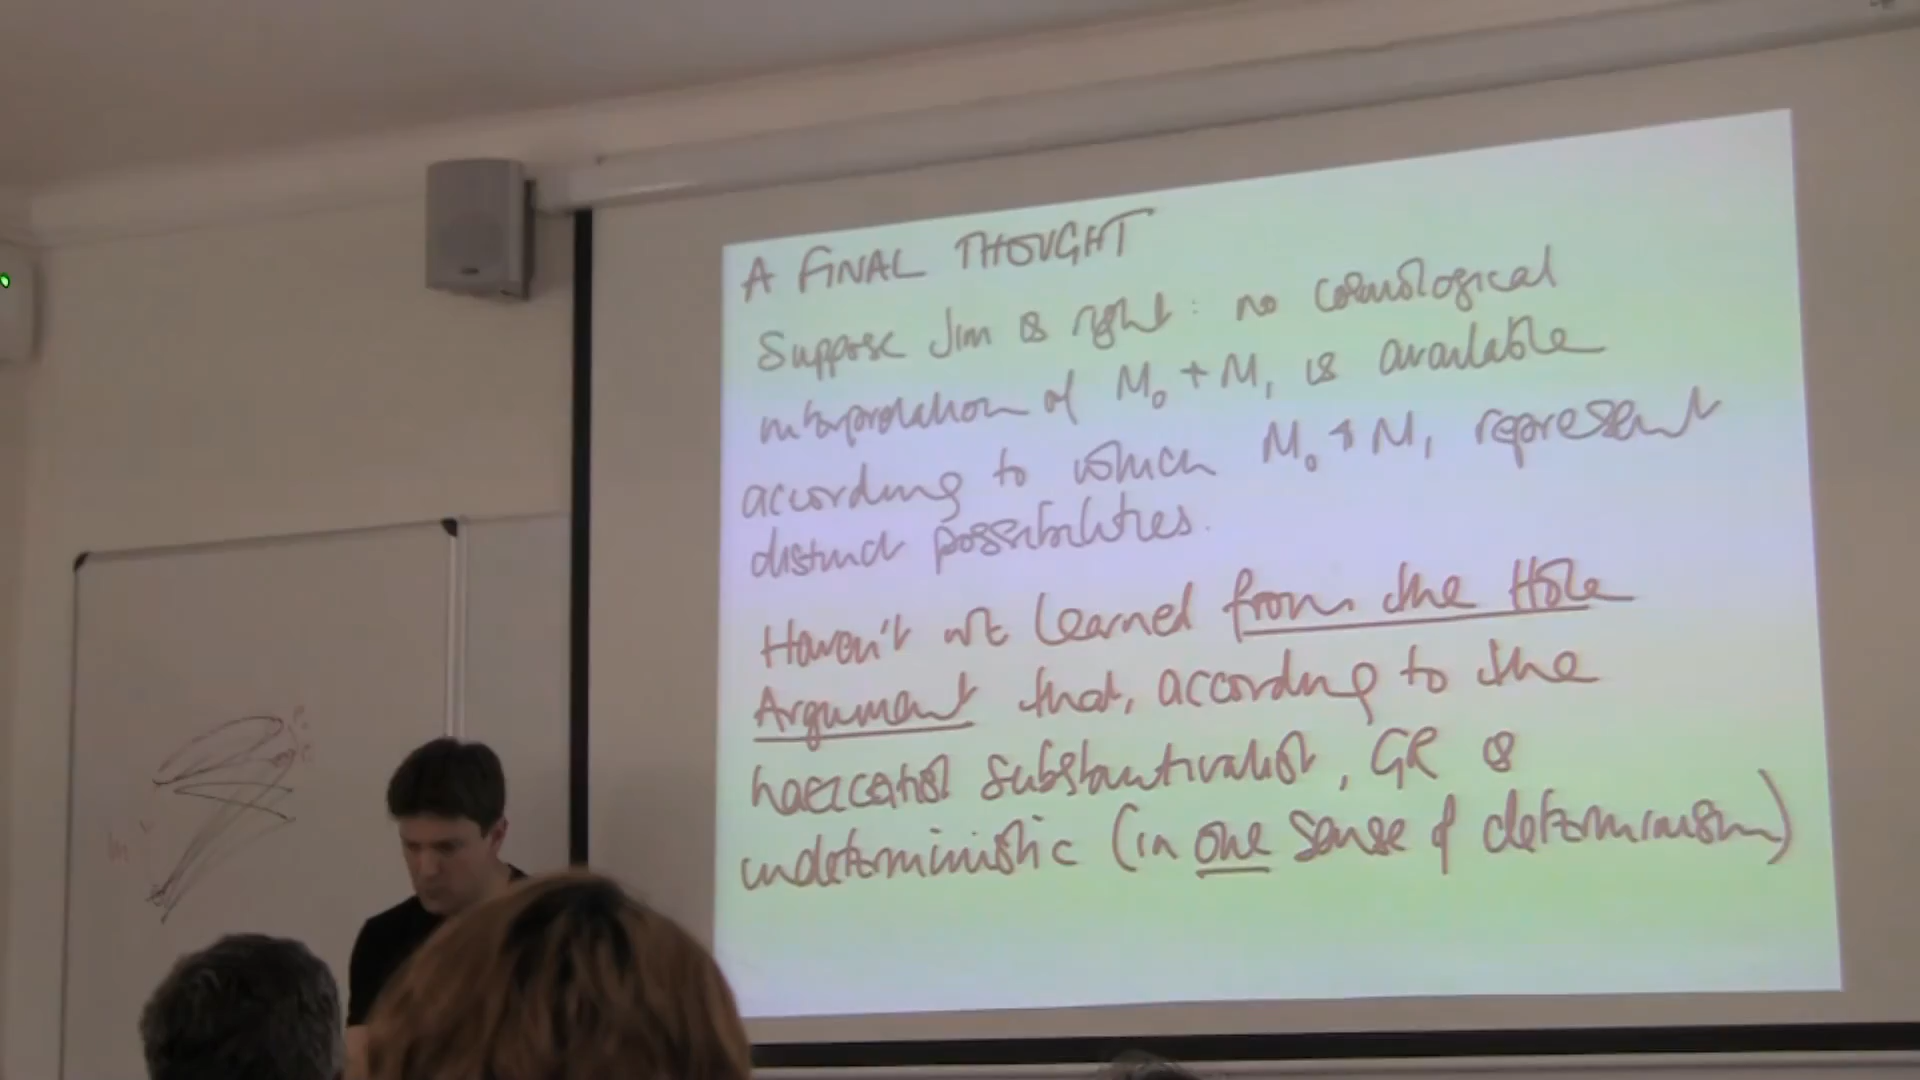 A FINAL THOUGHT
Suppose Jim is right: no cosmological
interpretation of M₀ + M₁ is available
according to which M₀ + M₁ represent
distinct possibilities.
Haven't we learned from the Hole
Argument that, according to the
haecceitist substantivalist, GR is
indeterministic (in one sense of determinism)